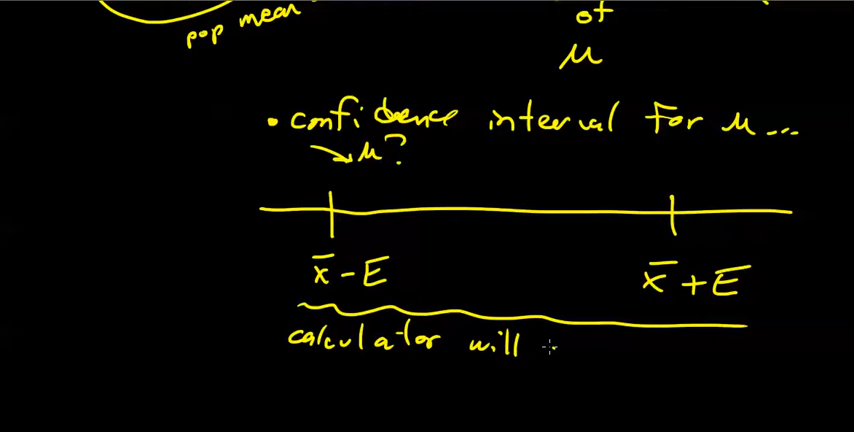 pop mean
of
μ
• confidence interval for μ...
→ μ?
x̄ - E
x̄ + E
calculator will